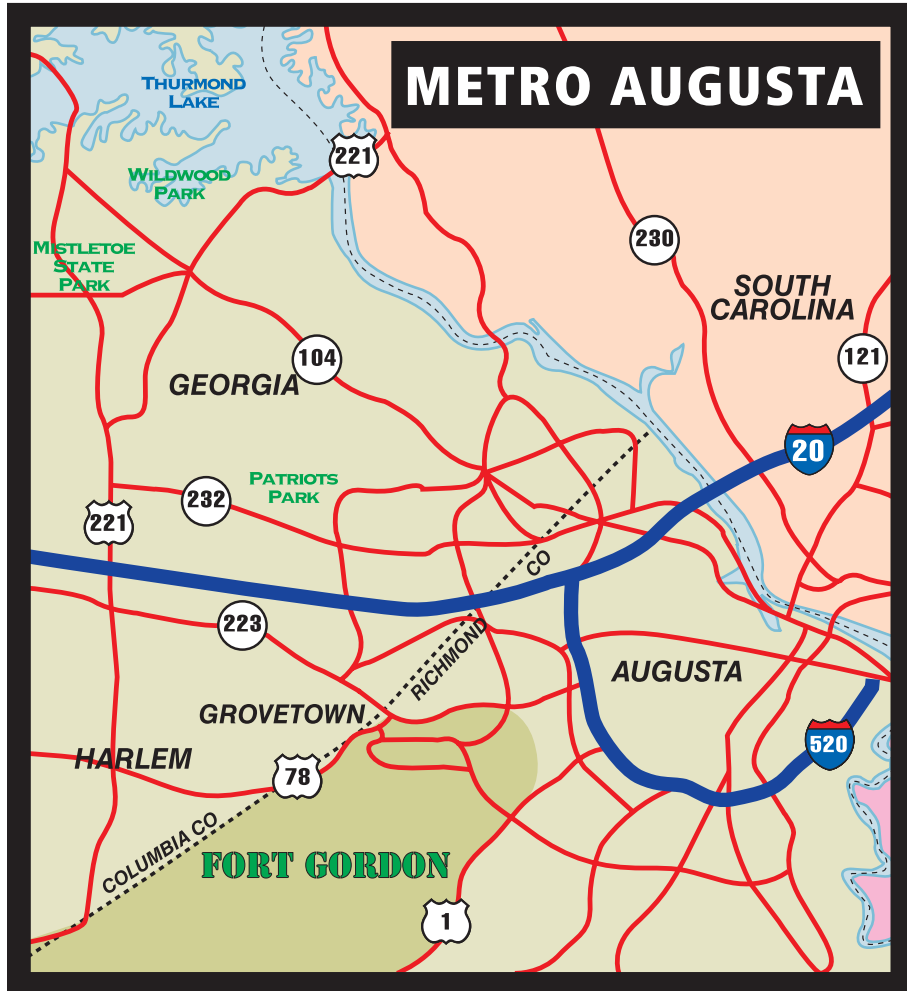 METRO AUGUSTA
THURMOND
LAKE
221
WILDWOOD
PARK
230
MISTLETOE
STATE
PARK
SOUTH
CAROLINA
104
121
GEORGIA
20
PATRIOTS
PARK
232
221
CO
223
RICHMOND
AUGUSTA
GROVETOWN
520
HARLEM
78
COLUMBIA CO
FORT GORDON
1